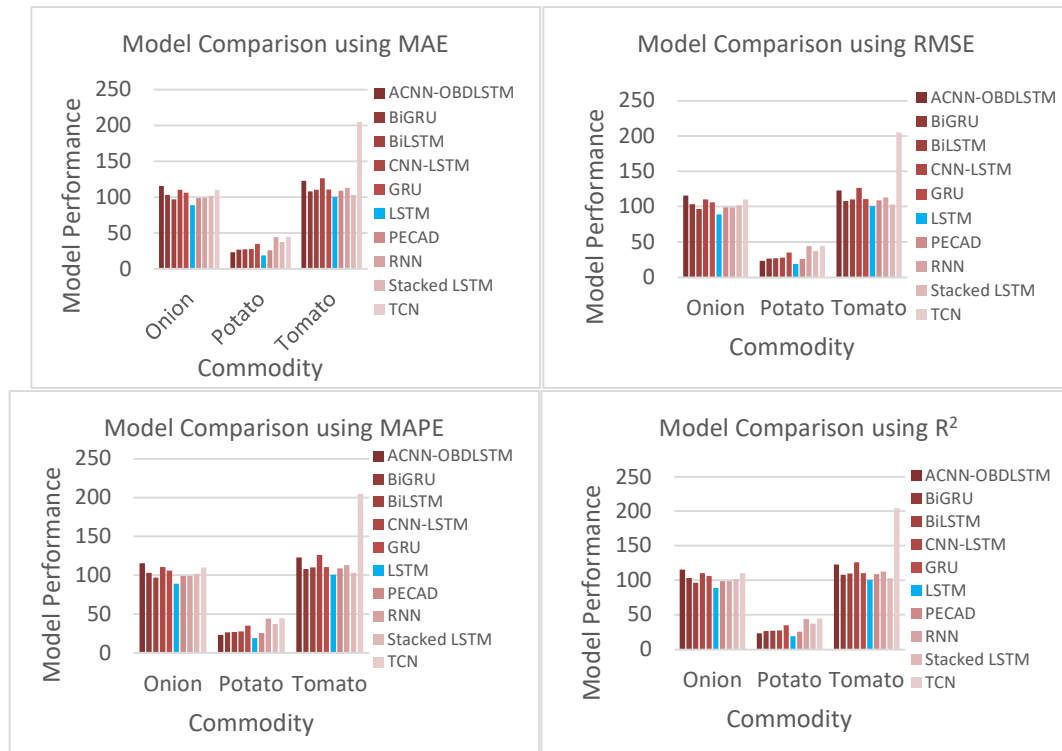 Model Comparison using MAE
Model Performance
250
200
150
100
50
0
Onion
Potato
Tomato
Commodity
ACNN-OBDLSTM
BiGRU
BiLSTM
CNN-LSTM
GRU
LSTM
PECAD
RNN
Stacked LSTM
TCN
Model Comparison using RMSE
Model Performance
250
200
150
100
50
0
Onion Potato Tomato
Commodity
ACNN-OBDLSTM
BiGRU
BiLSTM
CNN-LSTM
GRU
LSTM
PECAD
RNN
Stacked LSTM
TCN
Model Comparison using MAPE
Model Performance
250
200
150
100
50
0
Onion Potato Tomato
Commodity
ACNN-OBDLSTM
BiGRU
BiLSTM
CNN-LSTM
GRU
LSTM
PECAD
RNN
Stacked LSTM
TCN
Model Comparison using R²
Model Performance
250
200
150
100
50
0
Onion Potato Tomato
Commodity
ACNN-OBDLSTM
BiGRU
BiLSTM
CNN-LSTM
GRU
LSTM
PECAD
RNN
Stacked LSTM
TCN